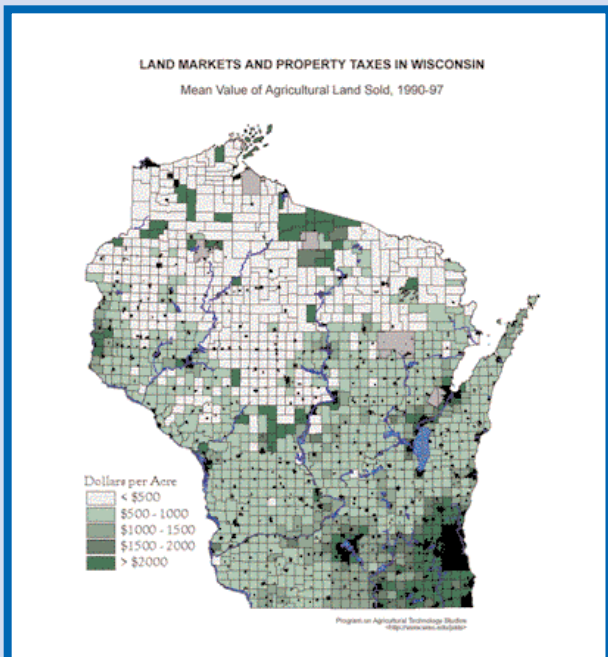 LAND MARKETS AND PROPERTY TAXES IN WISCONSIN
Mean Value of Agricultural Land Sold, 1990-97
Dollars per Acre
< $500
$500 - 1000
$1000 - 1500
$1500 - 2000
> $2000
Program on Agricultural Technology Studies